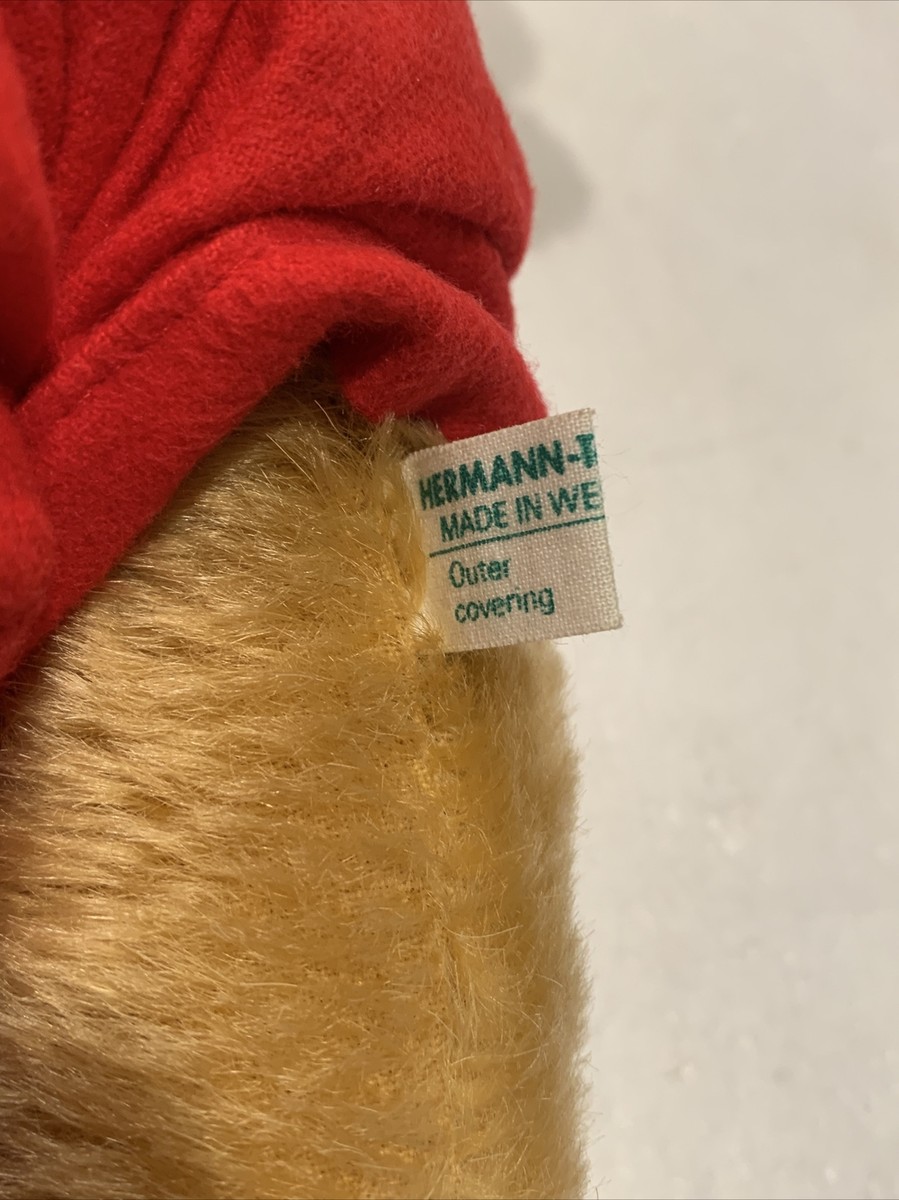 HERMANN-T
MADE IN WE
Outer
covering